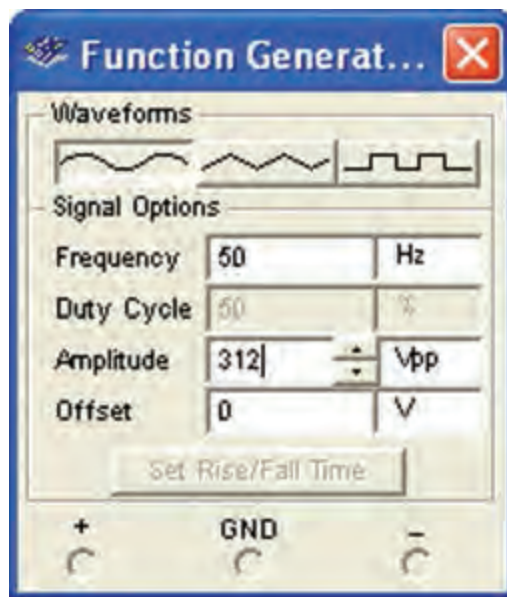 Function Generat...
Waveforms
Signal Options
Frequency 50 Hz
Duty Cycle 50 %
Amplitude 312 Vpp
Offset 0 V
Set Rise/Fall Time
+ GND -